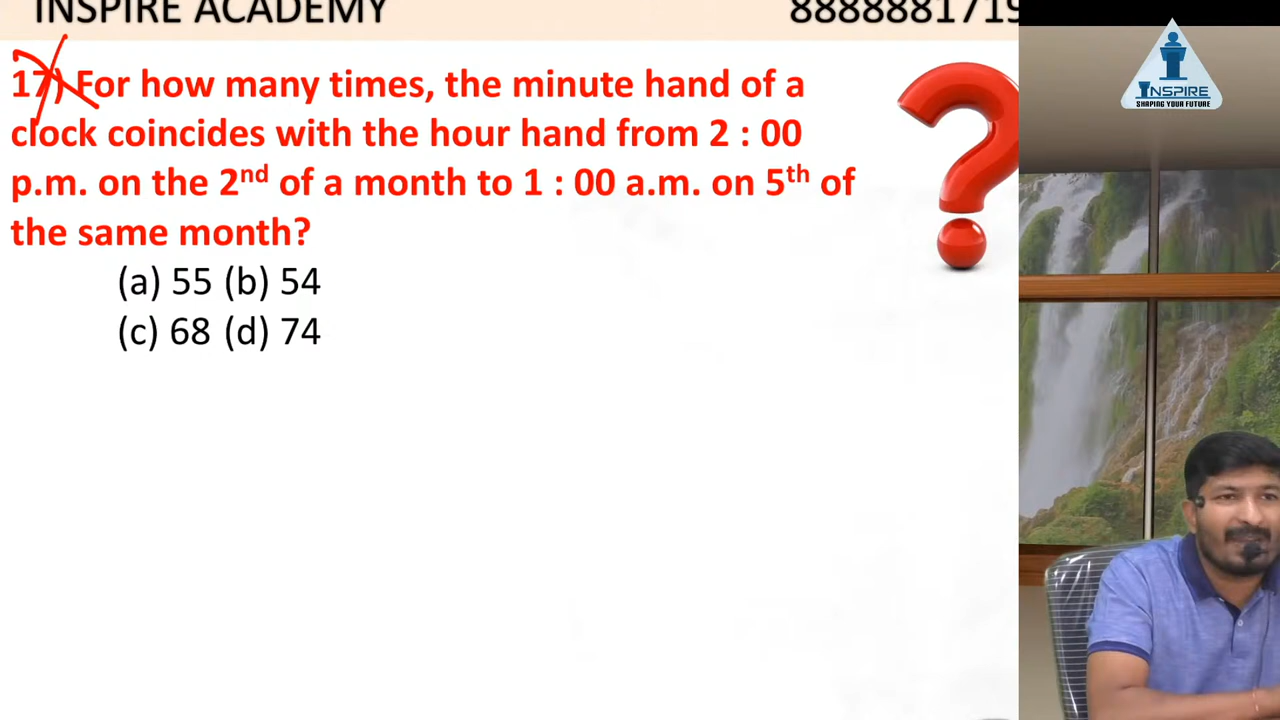 INSPIRE ACADEMY 8888881719
INSPIRE
SHAPING YOUR FUTURE
17) For how many times, the minute hand of a
clock coincides with the hour hand from 2 : 00
p.m. on the 2nd of a month to 1 : 00 a.m. on 5th of
the same month?
(a) 55 (b) 54
(c) 68 (d) 74